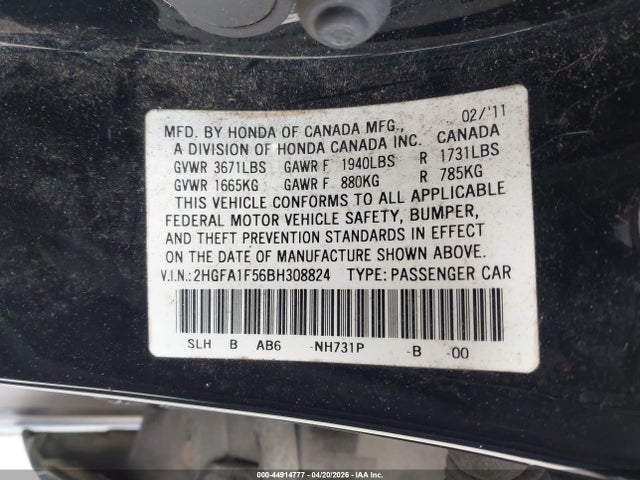 02/'11
MFD. BY HONDA OF CANADA MFG., CANADA
A DIVISION OF HONDA CANADA INC.
GVWR 3671LBS GAWR F 1940LBS R 1731LBS
GVWR 1665KG GAWR F 880KG R 785KG
THIS VEHICLE CONFORMS TO ALL APPLICABLE
FEDERAL MOTOR VEHICLE SAFETY, BUMPER,
AND THEFT PREVENTION STANDARDS IN EFFECT
ON THE DATE OF MANUFACTURE SHOWN ABOVE.
V.I.N.: 2HGFA1F56BH308824 TYPE: PASSENGER CAR
SLH B AB6 -NH731P -B -00
000-44914777 - 04/20/2026 - IAA Inc.